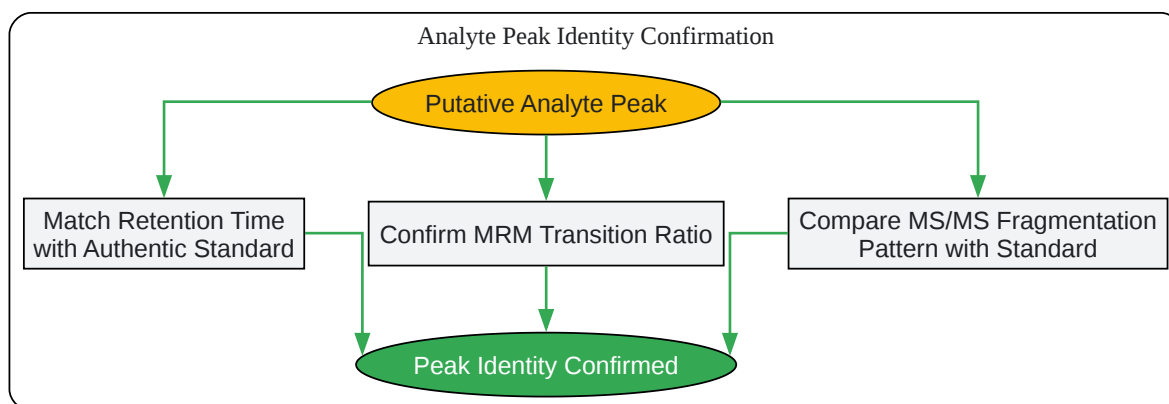 Analyte Peak Identity Confirmation
Putative Analyte Peak
Match Retention Time
with Authentic Standard
Confirm MRM Transition Ratio
Compare MS/MS Fragmentation
Pattern with Standard
Peak Identity Confirmed